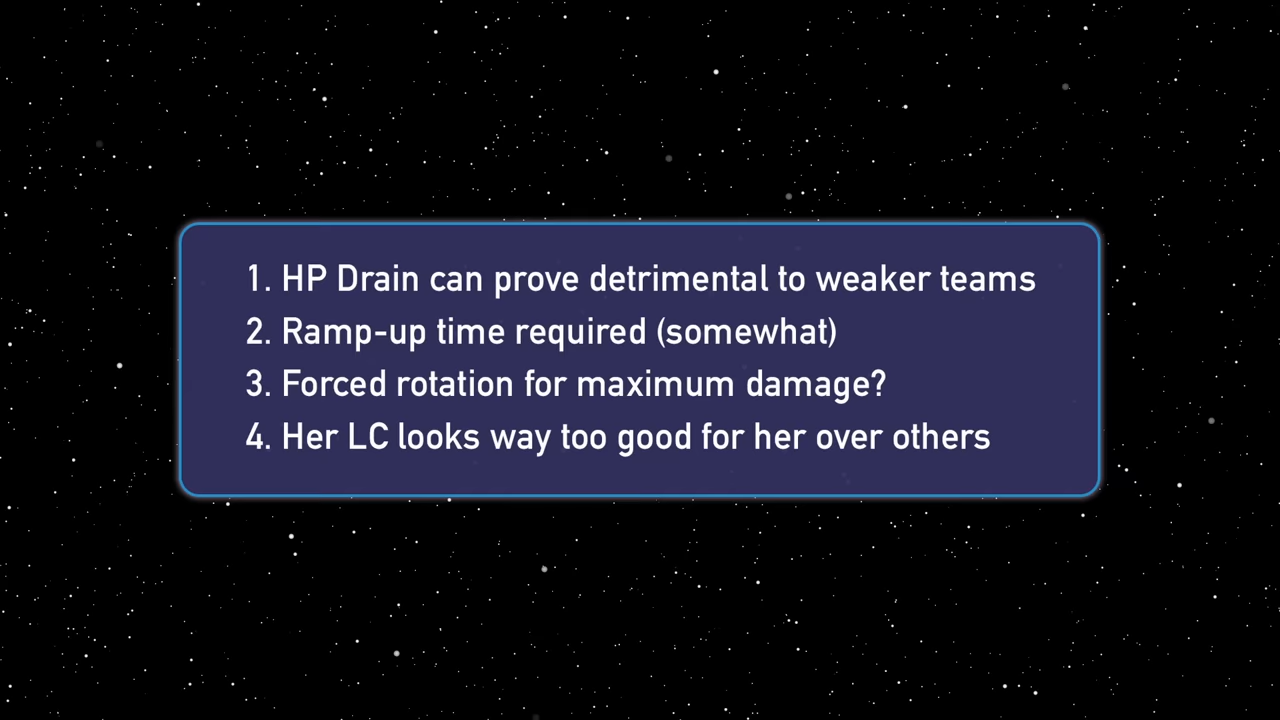 1. HP Drain can prove detrimental to weaker teams
2. Ramp-up time required (somewhat)
3. Forced rotation for maximum damage?
4. Her LC looks way too good for her over others